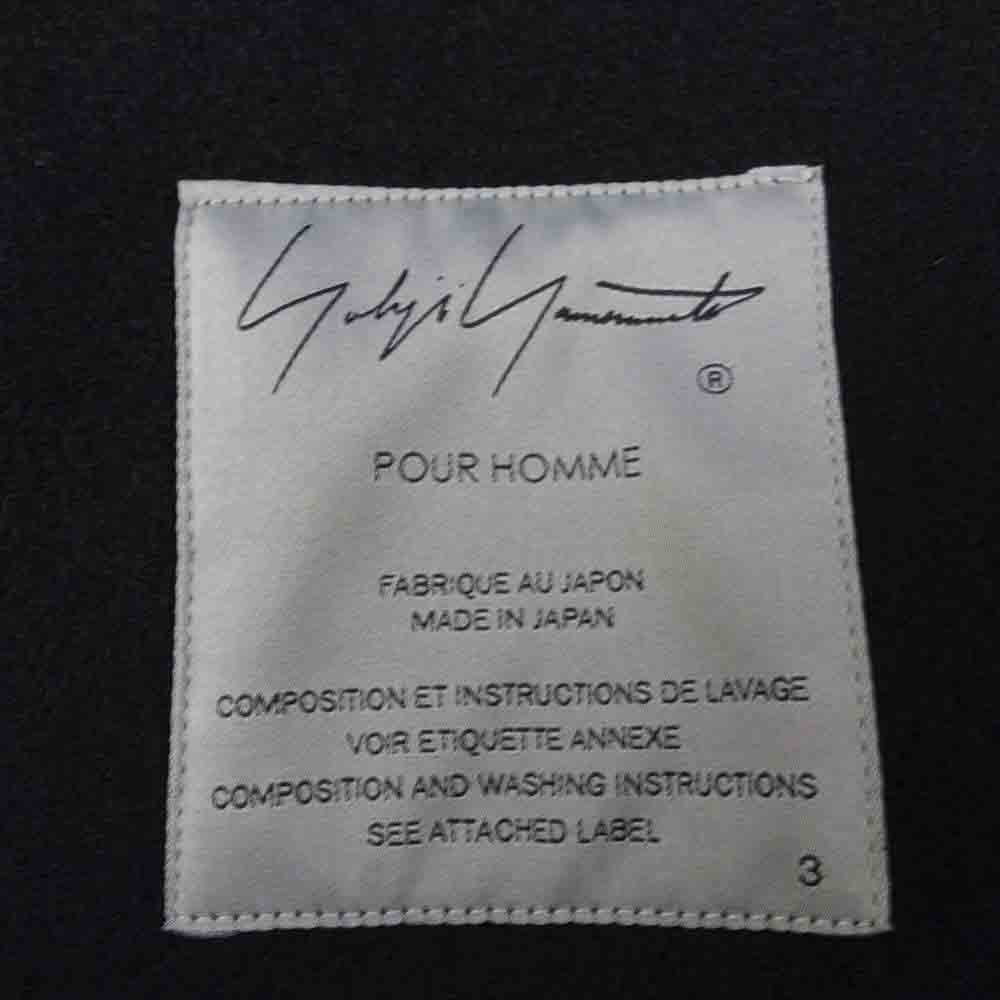 Yohji Yamamoto
®
POUR HOMME
FABRIQUE AU JAPON
MADE IN JAPAN
COMPOSITION ET INSTRUCTIONS DE LAVAGE
VOIR ETIQUETTE ANNEXE
COMPOSITION AND WASHING INSTRUCTIONS
SEE ATTACHED LABEL
3